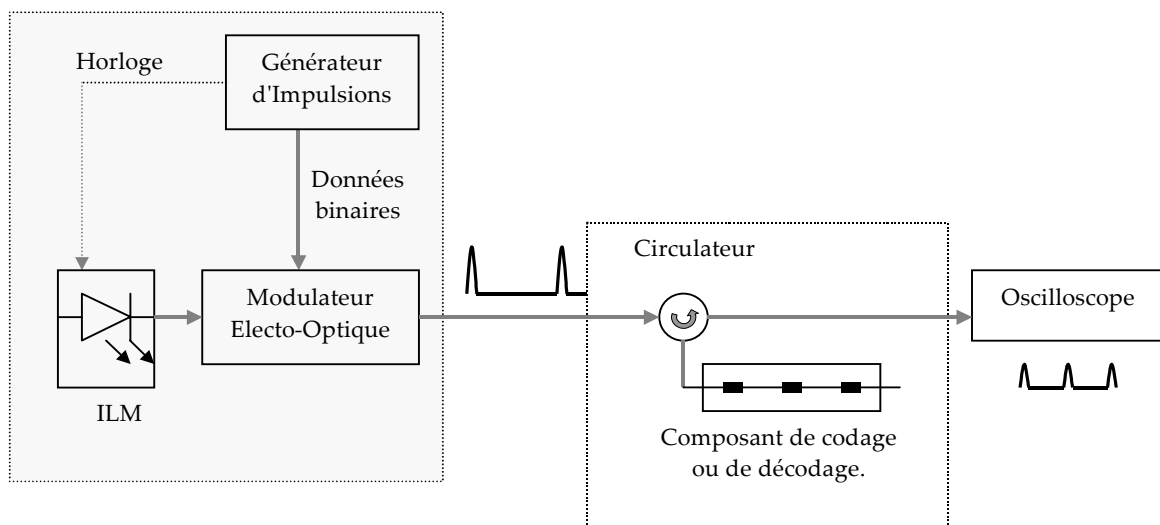 Horloge
Générateur
d'Impulsions
Données
binaires
Modulateur
Electo-Optique
ILM
Circulateur
Oscilloscope
Composant de codage
ou de décodage.